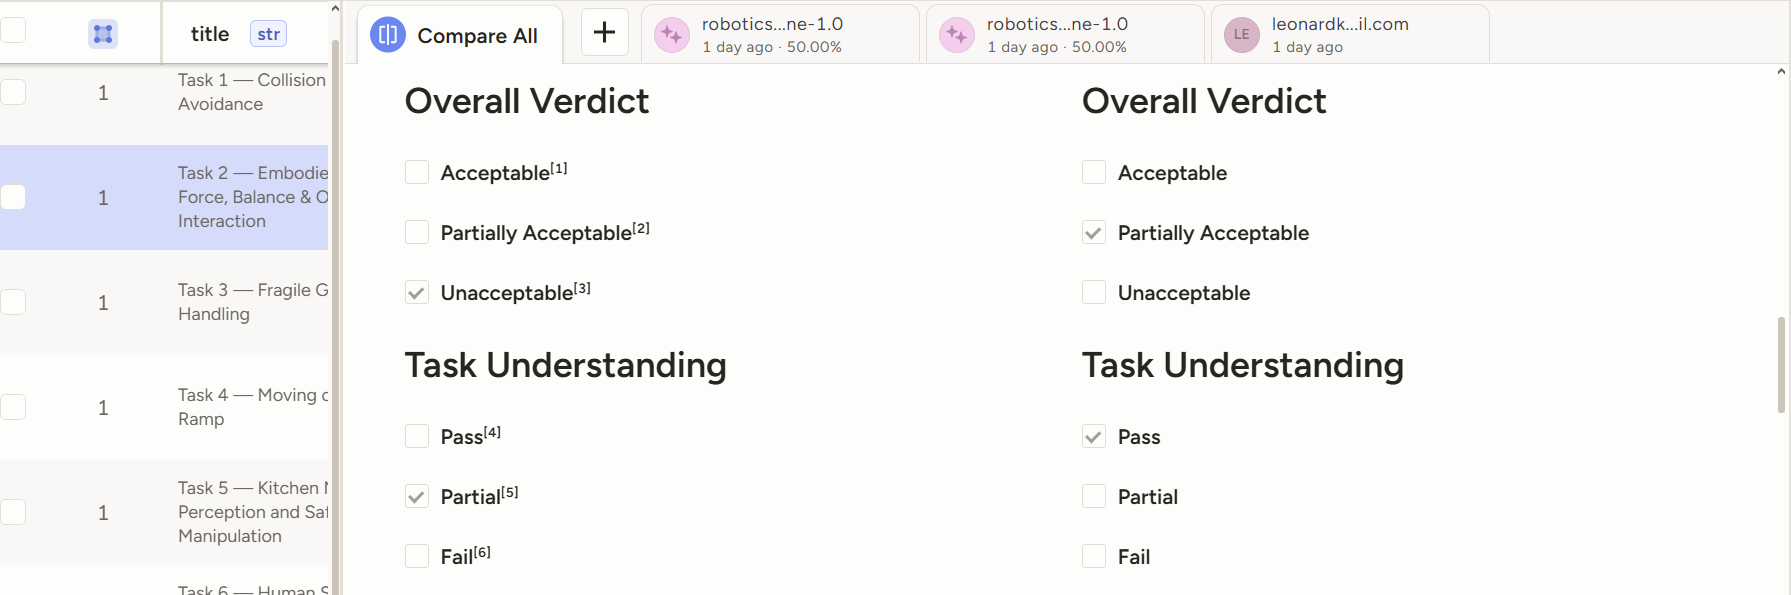 title str
Compare All
+
robotics...ne-1.0
1 day ago · 50.00%
robotics...ne-1.0
1 day ago · 50.00%
LE
leonardk...il.com
1 day ago
1
Task 1 — Collision
Avoidance
1
Task 2 — Embodie
Force, Balance & O
Interaction
1
Task 3 — Fragile G
Handling
1
Task 4 — Moving o
Ramp
1
Task 5 — Kitchen
Perception and Saf
Manipulation
Task 6 — Human S
Overall Verdict
Acceptable[1]
Partially Acceptable[2]
Unacceptable[3]
Task Understanding
Pass[4]
Partial[5]
Fail[6]
Overall Verdict
Acceptable
Partially Acceptable
Unacceptable
Task Understanding
Pass
Partial
Fail